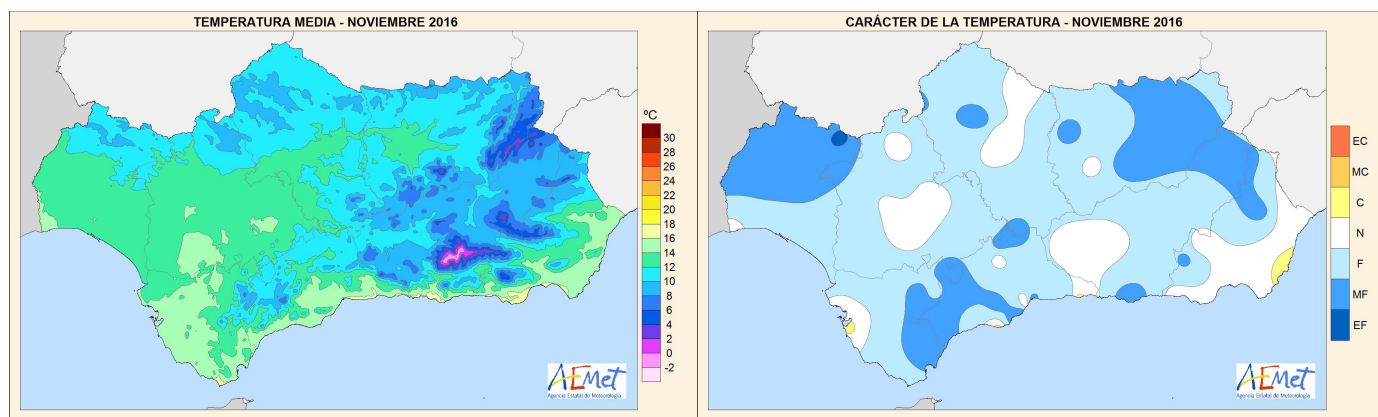 TEMPERATURA MEDIA - NOVIEMBRE 2016
ºC
30
28
26
24
22
20
18
16
14
12
10
8
6
4
2
0
-2
AEMet
Agencia Estatal de Meteorología
CARÁCTER DE LA TEMPERATURA - NOVIEMBRE 2016
EC
MC
C
N
F
MF
EF
AEMet
Agencia Estatal de Meteorología